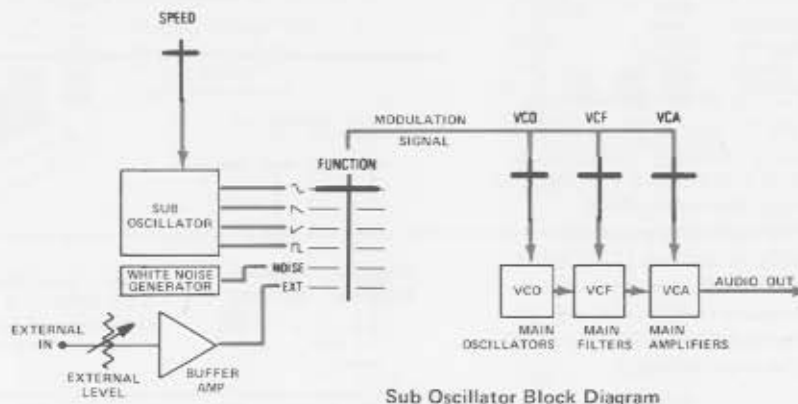 SPEED
MODULATION
SIGNAL
VCO
VCF
VCA
FUNCTION
SUB
OSCILLATOR
WHITE NOISE
GENERATOR
NOISE
EXT
EXTERNAL
IN
EXTERNAL
LEVEL
BUFFER
AMP
VCO
VCF
VCA
AUDIO OUT
MAIN
OSCILLATORS
MAIN
FILTERS
MAIN
AMPLIFIERS
Sub Oscillator Block Diagram